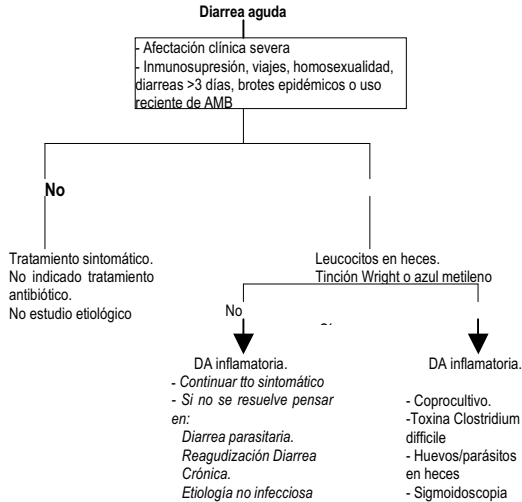 Diarrea aguda
- Afectación clínica severa
- Inmunosupresión, viajes, homosexualidad,
diarreas >3 días, brotes epidémicos o uso
reciente de AMB
No
Tratamiento sintomático.
No indicado tratamiento
antibiótico.
No estudio etiológico
Leucocitos en heces.
Tinción Wright o azul metileno
No
DA inflamatoria.
- Continuar tto sintomático
- Si no se resuelve pensar
en:
Diarrea parasitaria.
Reagudización Diarrea
Crónica.
Etiología no infecciosa
DA inflamatoria.
- Coprocultivo.
-Toxina Clostridium
difficile
- Huevos/parásitos
en heces
- Sigmoidoscopia